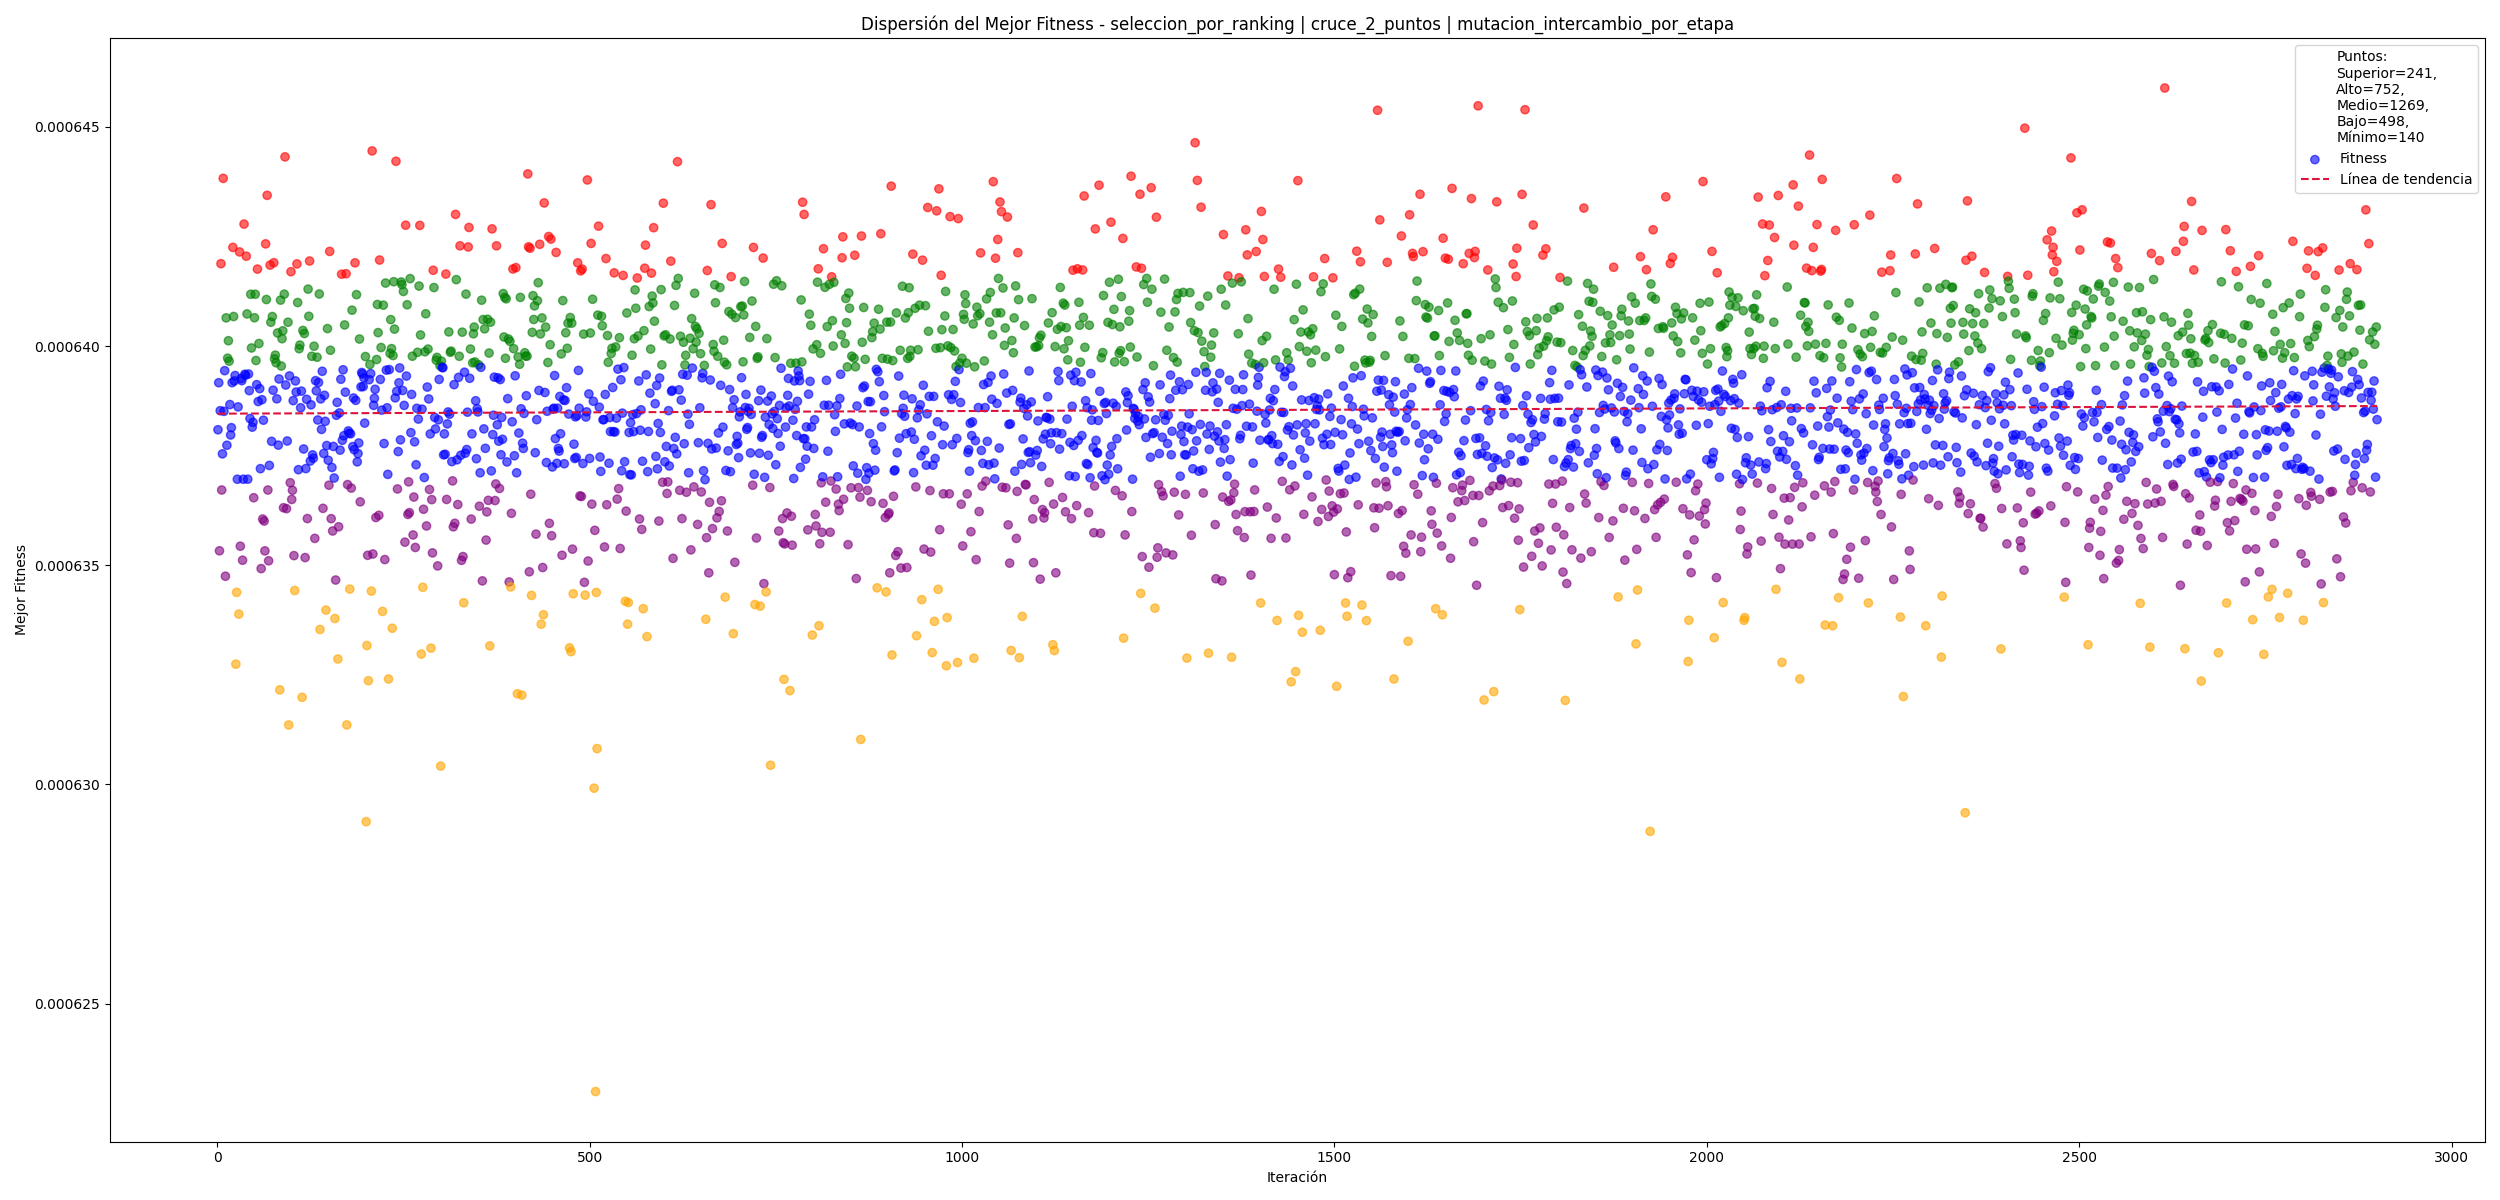 Dispersión del Mejor Fitness - seleccion_por_ranking | cruce_2_puntos | mutacion_intercambio_por_etapa
Puntos:
Superior=241,
Alto=752,
Medio=1269,
Bajo=498,
Mínimo=140
Fitness
Línea de tendencia
Mejor Fitness
0.000645
0.000640
0.000635
0.000630
0.000625
0
500
1000
1500
2000
2500
3000
Iteración